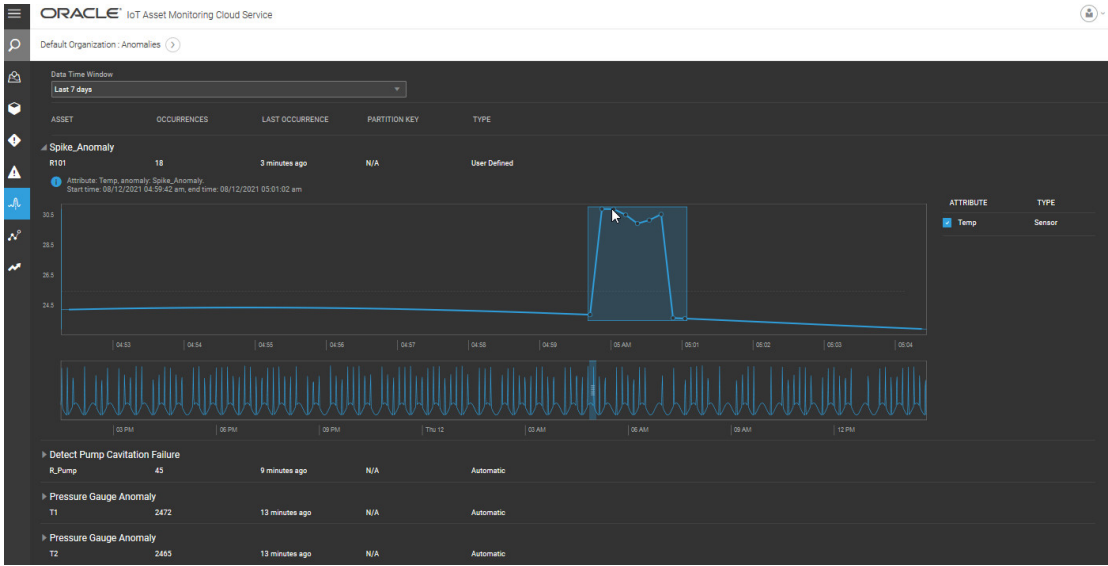 ORACLE® IoT Asset Monitoring Cloud Service
Default Organization : Anomalies
Data Time Window
Last 7 days
ASSET OCCURRENCES LAST OCCURRENCE PARTITION KEY TYPE
Spike_Anomaly
R101 18 3 minutes ago N/A User Defined
Attribute: Temp, anomaly: Spike_Anomaly.
Start time: 08/12/2021 04:59:42 am, end time: 08/12/2021 05:01:02 am
ATTRIBUTE TYPE
Temp Sensor
30.5
28.5
26.5
24.5
04:53 04:54 04:55 04:56 04:57 04:58 04:59 05 AM 05:01 05:02 05:03 05:04
03 PM 06 PM 09 PM Thu 12 03 AM 06 AM 09 AM 12 PM
Detect Pump Cavitation Failure
R_Pump 45 9 minutes ago N/A Automatic
Pressure Gauge Anomaly
T1 2472 13 minutes ago N/A Automatic
Pressure Gauge Anomaly
T2 2465 13 minutes ago N/A Automatic